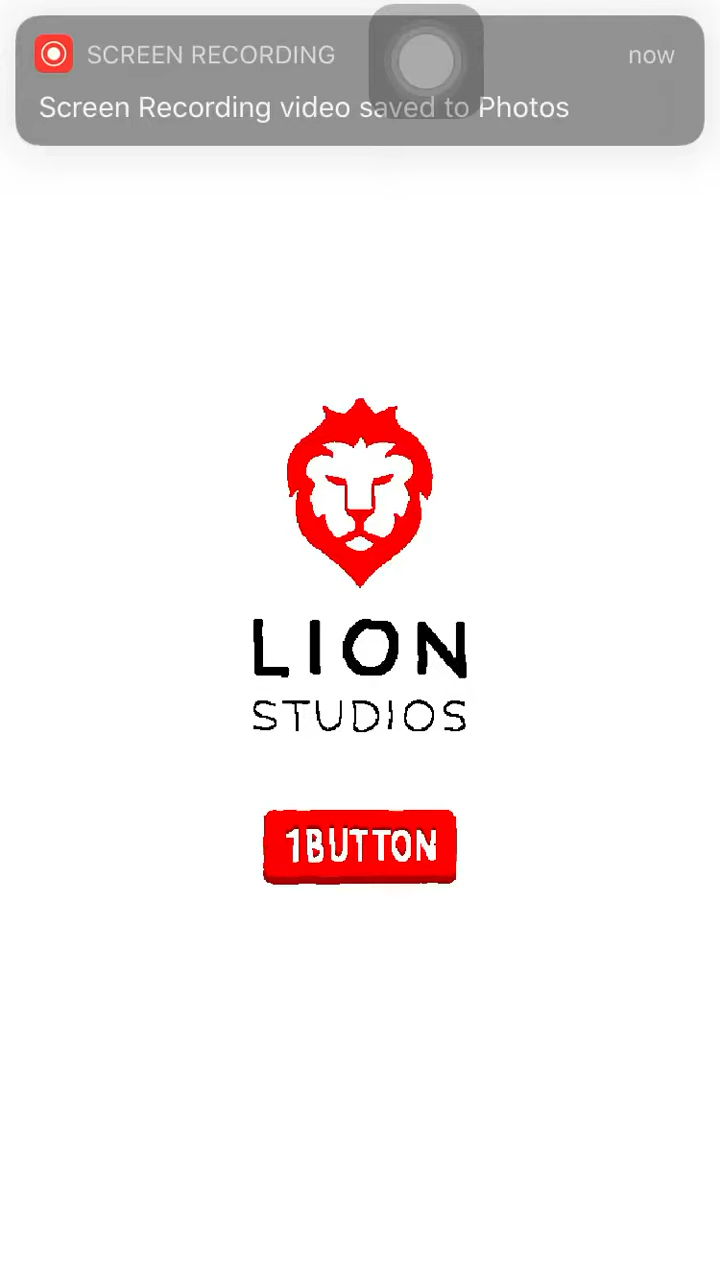 SCREEN RECORDING now
Screen Recording video saved to Photos
LION
STUDIOS
1BUTTON